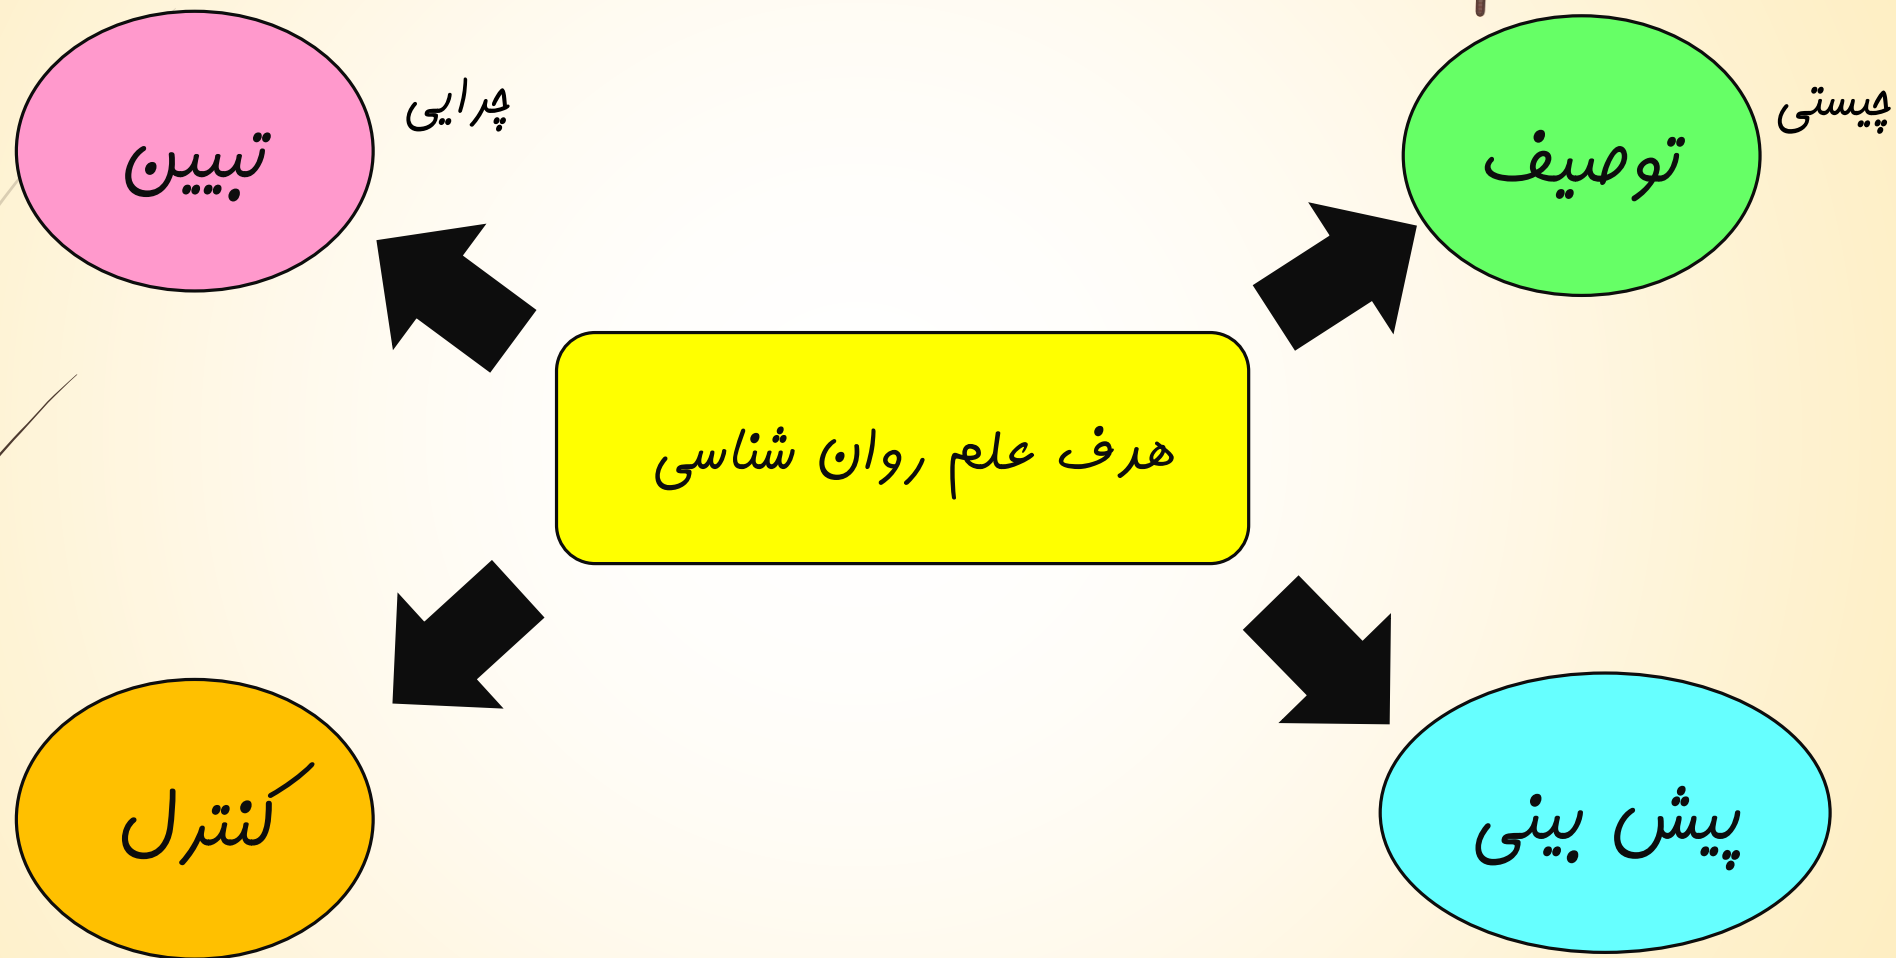 چیستی
توصیف
چرایی
تبیین
هدف علم روان شناسی
پیش بینی
کنترل